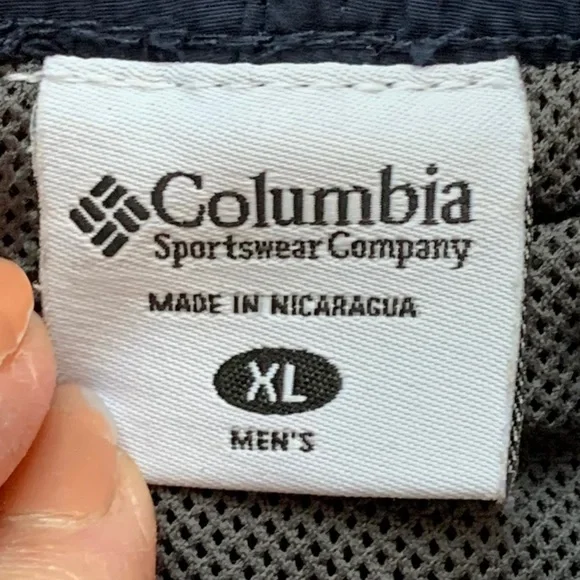 Columbia
Sportswear Company
MADE IN NICARAGUA
XL
MEN'S